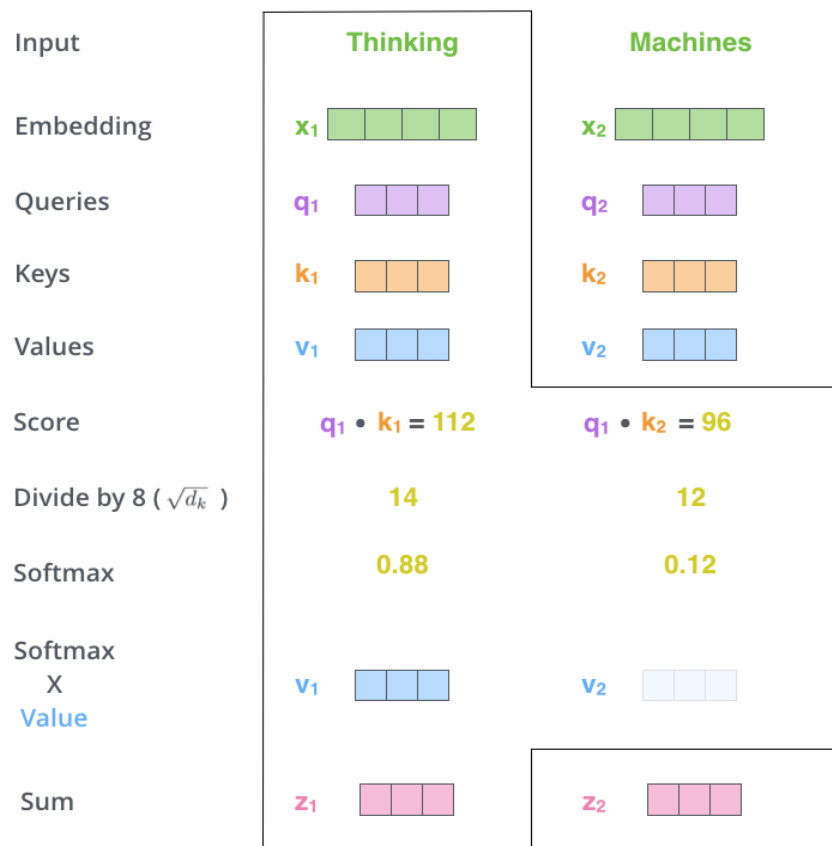 Input Thinking Machines
Embedding x₁ x₂
Queries q₁ q₂
Keys k₁ k₂
Values v₁ v₂
Score q₁ • k₁ = 112 q₁ • k₂ = 96
Divide by 8 ( √dₖ ) 14 12
Softmax 0.88 0.12
Softmax
X
Value
v₁ v₂
Sum z₁ z₂